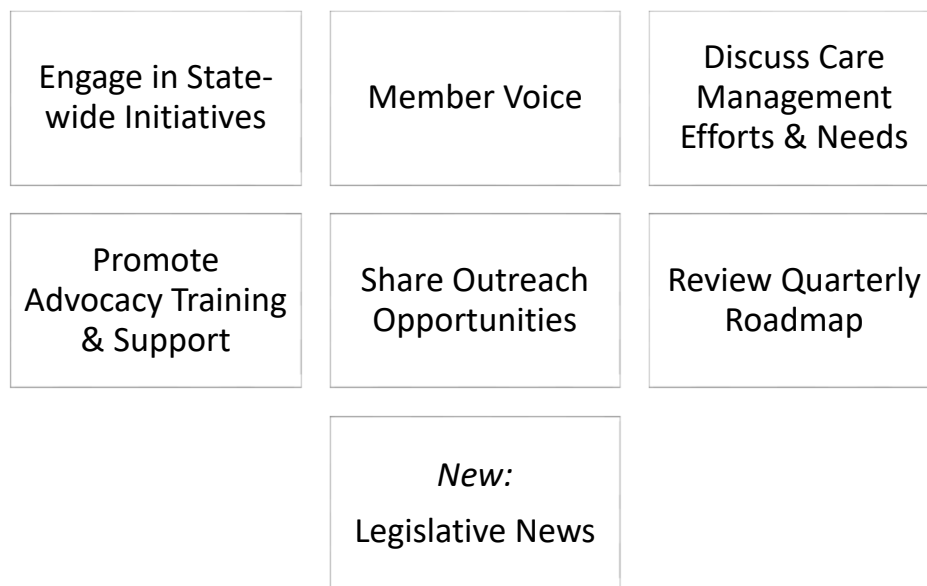 Engage in State-
wide Initiatives
Member Voice
Discuss Care
Management
Efforts & Needs
Promote
Advocacy Training
& Support
Share Outreach
Opportunities
Review Quarterly
Roadmap
New:
Legislative News